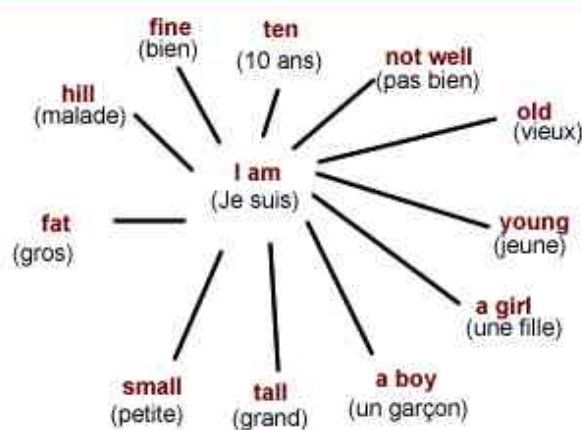 fine
(bien)
ten
(10 ans)
not well
(pas bien)
hill
(malade)
old
(vieux)
I am
(Je suis)
fat
(gros)
young
(jeune)
a girl
(une fille)
small
(petite)
tall
(grand)
a boy
(un garçon)